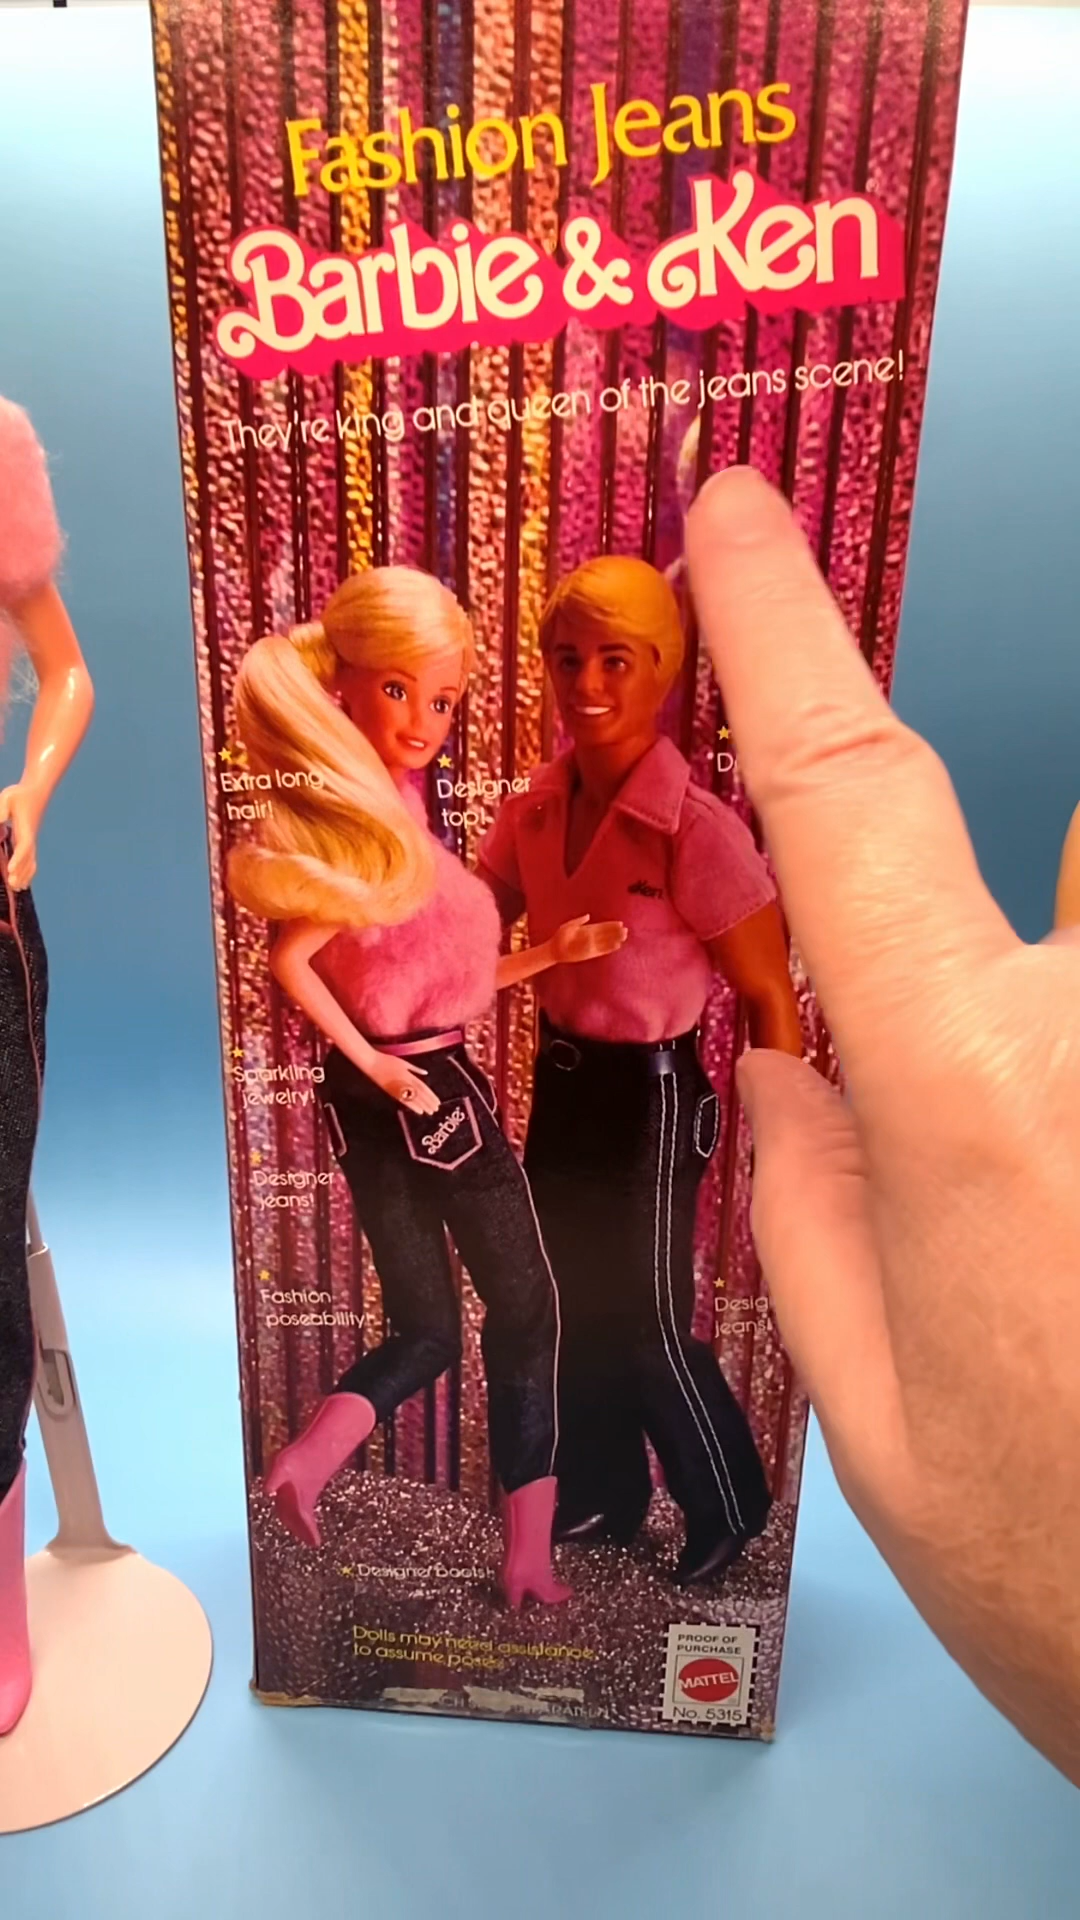 Fashion Jeans
Barbie & Ken
They're king and queen of the jeans scene!
Extra long
hair!
Designer
top!
Ken
Sparkling
jewelry!
Barbie
Designer
jeans!
Fashion
poseability!
jeans!
Designer boots!
Dolls may need assistance
to assume pose.
PROOF OF
PURCHASE
MATTEL
No. 5315